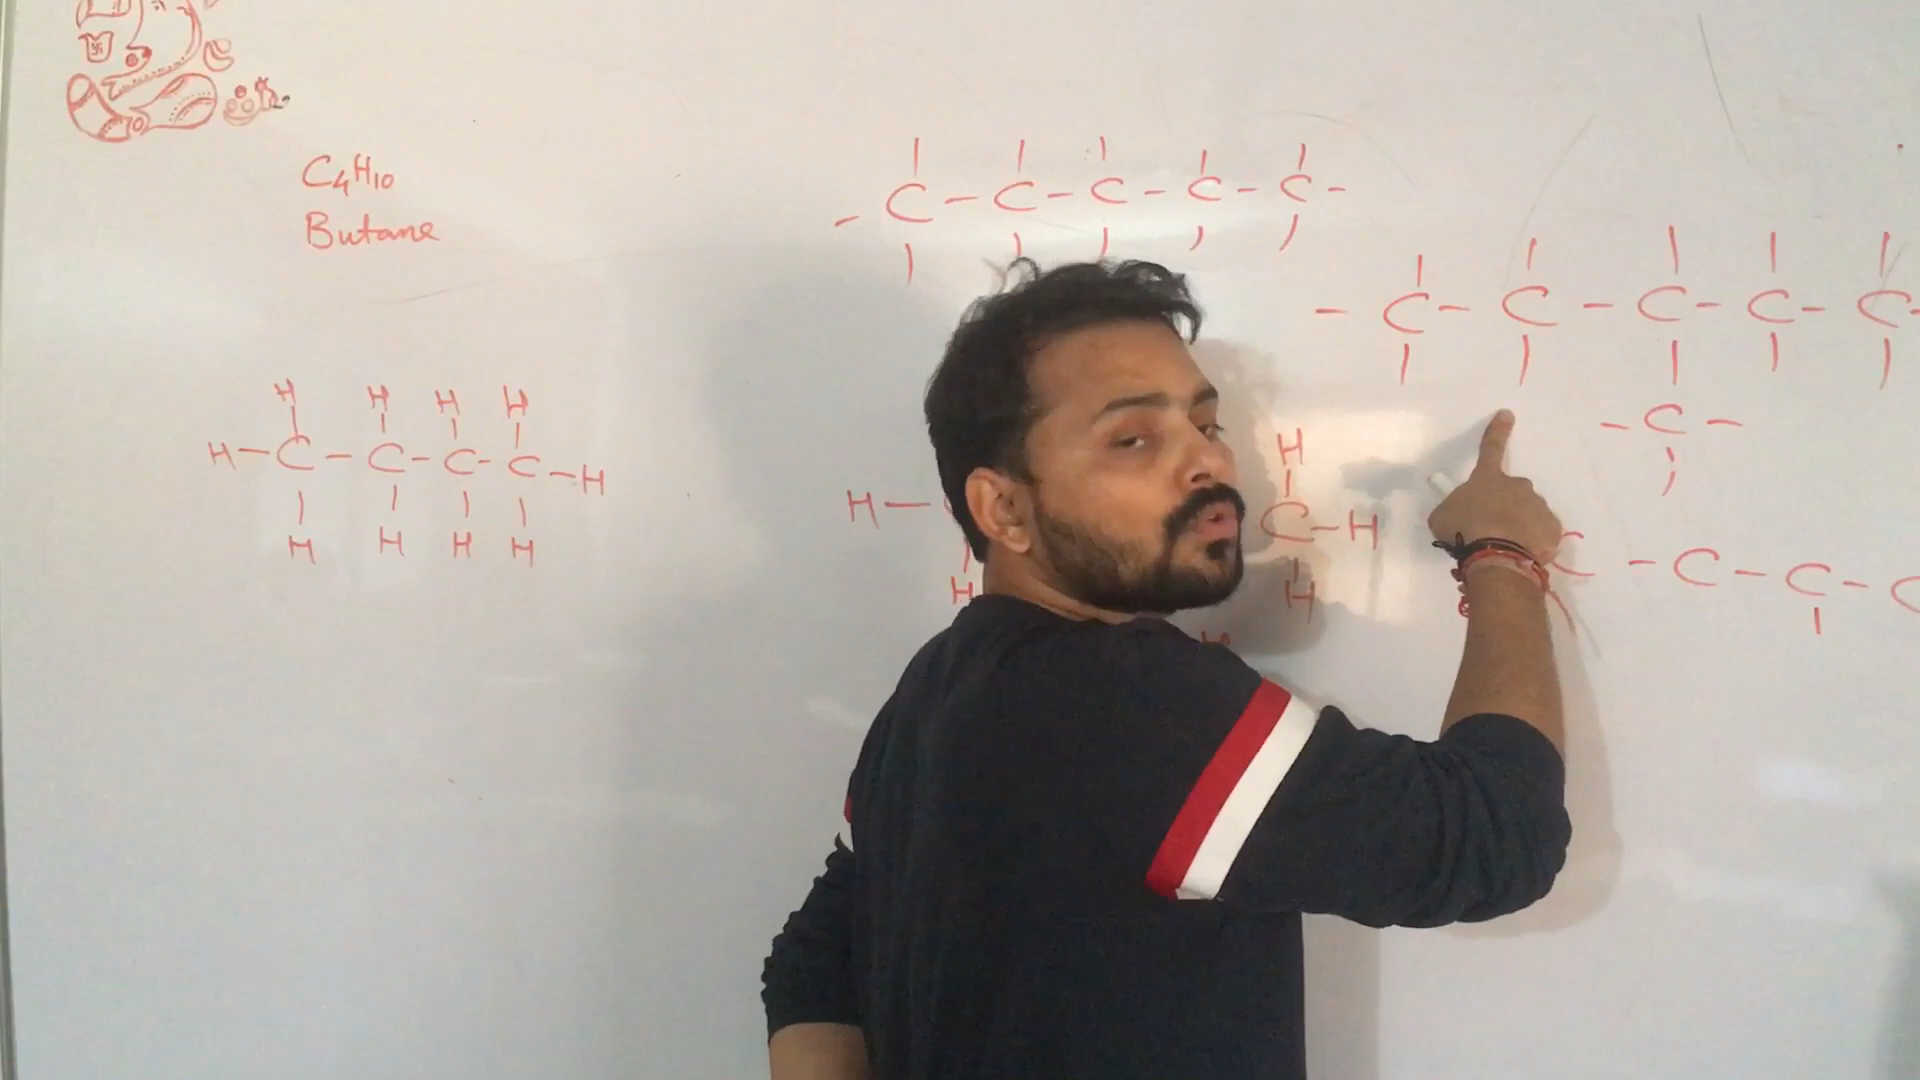 C₄H₁₀
Butane
H H H H
H-C-C-C-C-H
H H H H
-C-C-C-C-C-
-C-C-C-C-C-
-C-
H
H-
C-H
H H
C-C-C-C